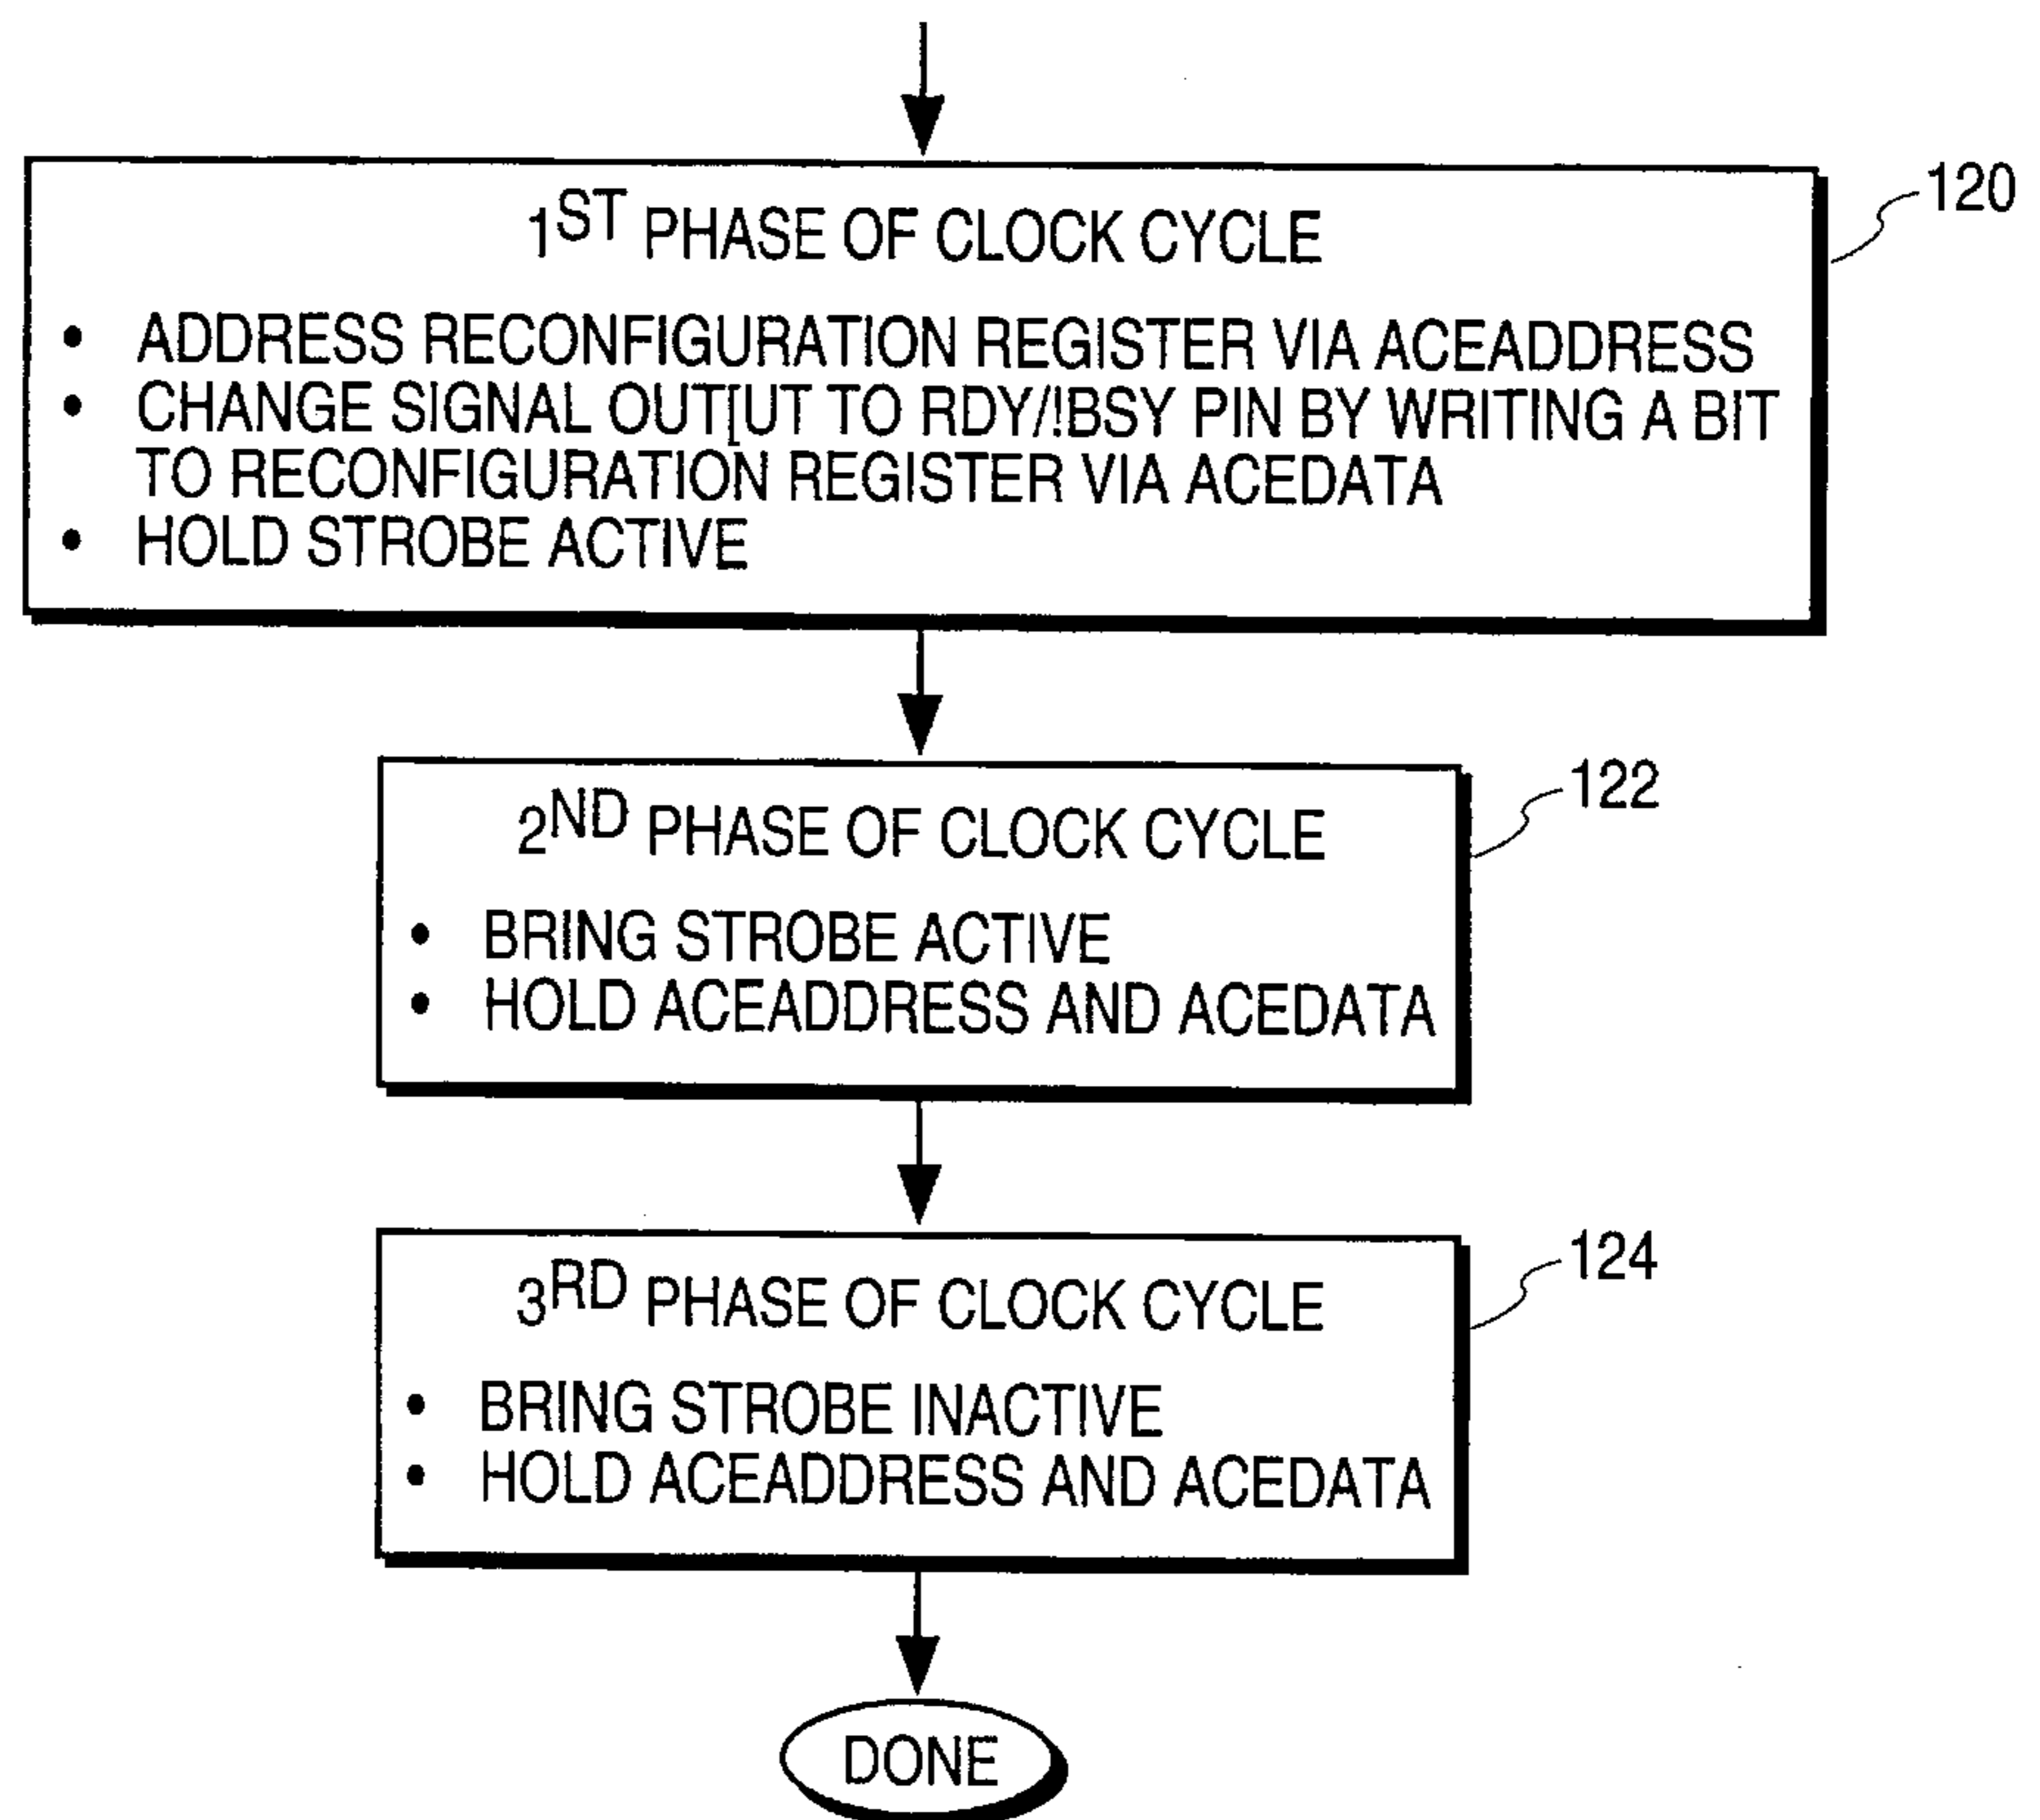 120
1ST PHASE OF CLOCK CYCLE
• ADDRESS RECONFIGURATION REGISTER VIA ACEADDRESS
• CHANGE SIGNAL OUT[UT TO RDY/!BSY PIN BY WRITING A BIT
TO RECONFIGURATION REGISTER VIA ACEDATA
• HOLD STROBE ACTIVE
122
2ND PHASE OF CLOCK CYCLE
• BRING STROBE ACTIVE
• HOLD ACEADDRESS AND ACEDATA
124
3RD PHASE OF CLOCK CYCLE
• BRING STROBE INACTIVE
• HOLD ACEADDRESS AND ACEDATA
DONE